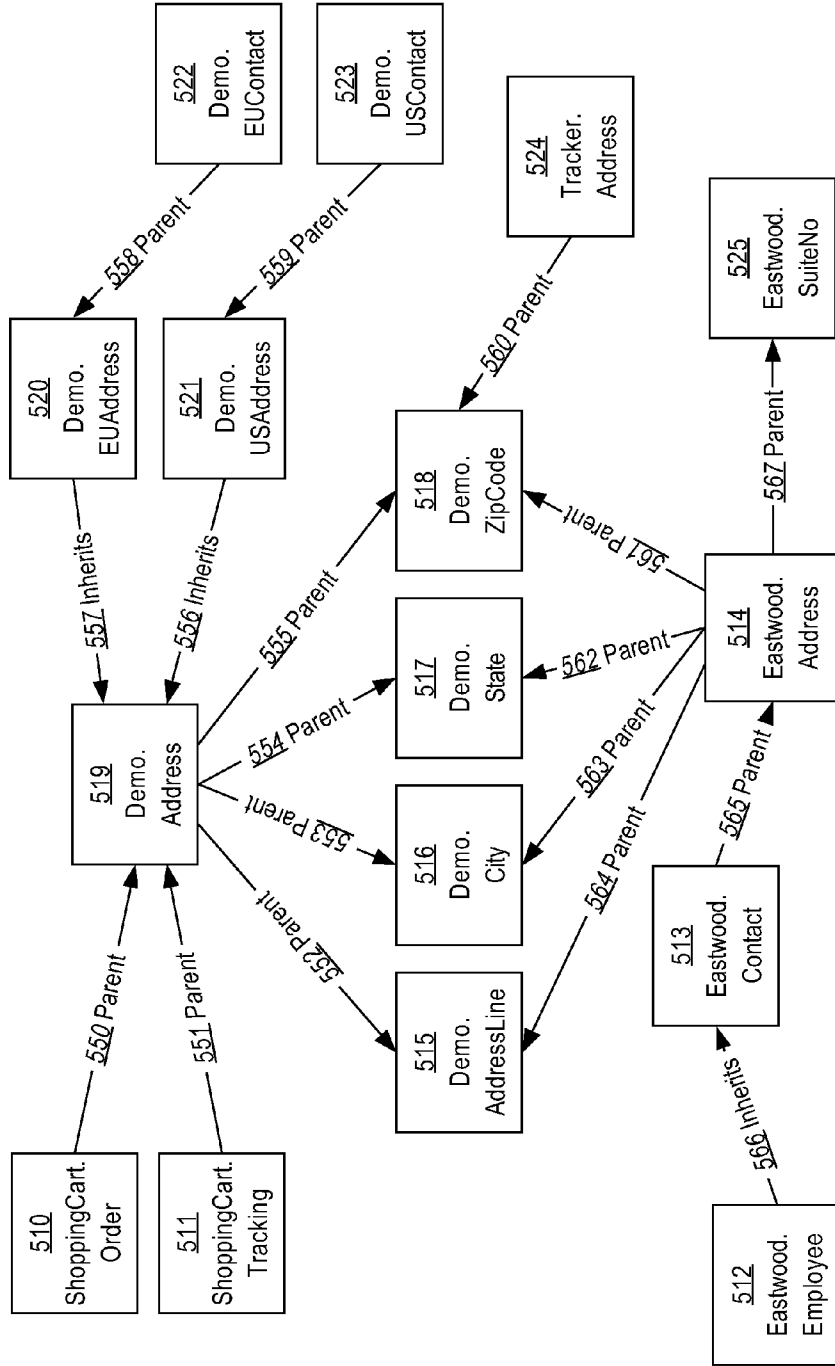 510
ShoppingCart.
Order
511
ShoppingCart.
Tracking
550 Parent
551 Parent
519
Demo.
Address
557 Inherits
556 Inherits
520
Demo.
EUAddress
521
Demo.
USAddress
558 Parent
559 Parent
522
Demo.
EUContact
523
Demo.
USContact
552 Parent
553 Parent
554 Parent
555 Parent
515
Demo.
AddressLine
516
Demo.
City
517
Demo.
State
518
Demo.
ZipCode
560 Parent
524
Tracker.
Address
564 Parent
563 Parent
562 Parent
561 Parent
512
Eastwood.
Employee
566 Inherits
513
Eastwood.
Contact
565 Parent
514
Eastwood.
Address
567 Parent
525
Eastwood.
SuiteNo